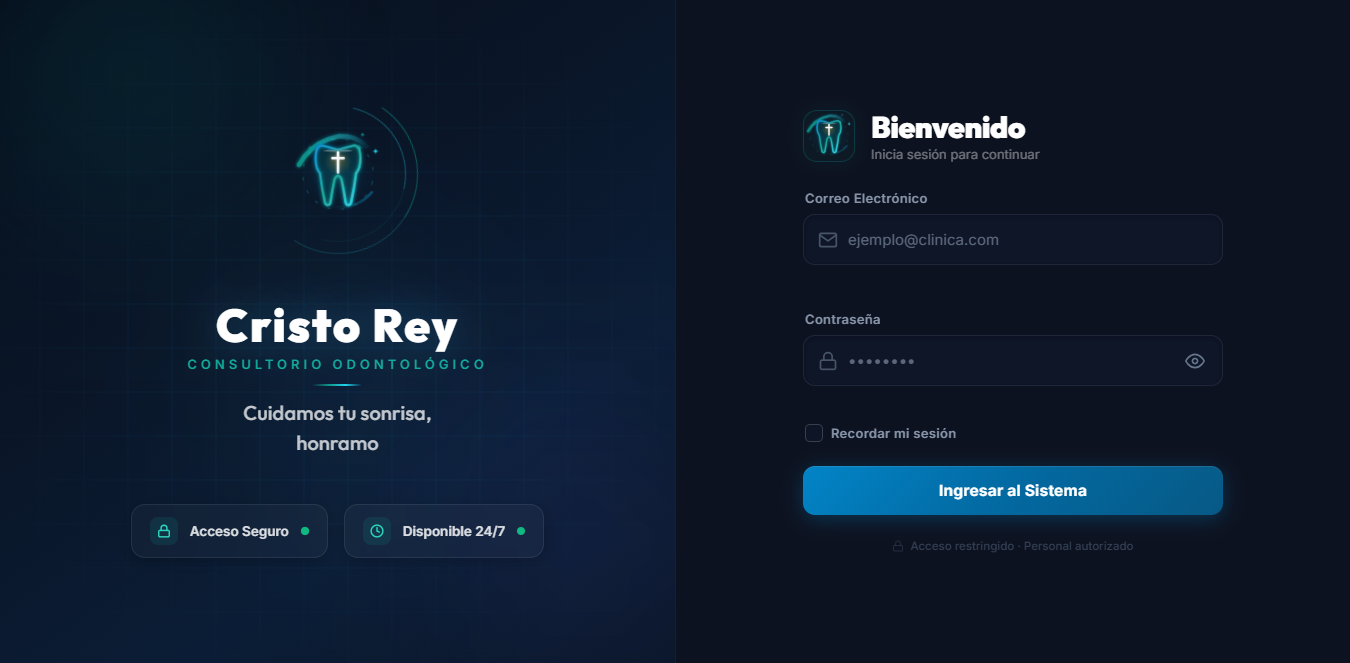 Cristo Rey
CONSULTORIO ODONTOLÓGICO
Cuidamos tu sonrisa,
honramo
Acceso Seguro
Disponible 24/7
Bienvenido
Inicia sesión para continuar
Correo Electrónico
ejemplo@clinica.com
Contraseña
••••••••
Recordar mi sesión
Ingresar al Sistema
Acceso restringido · Personal autorizado